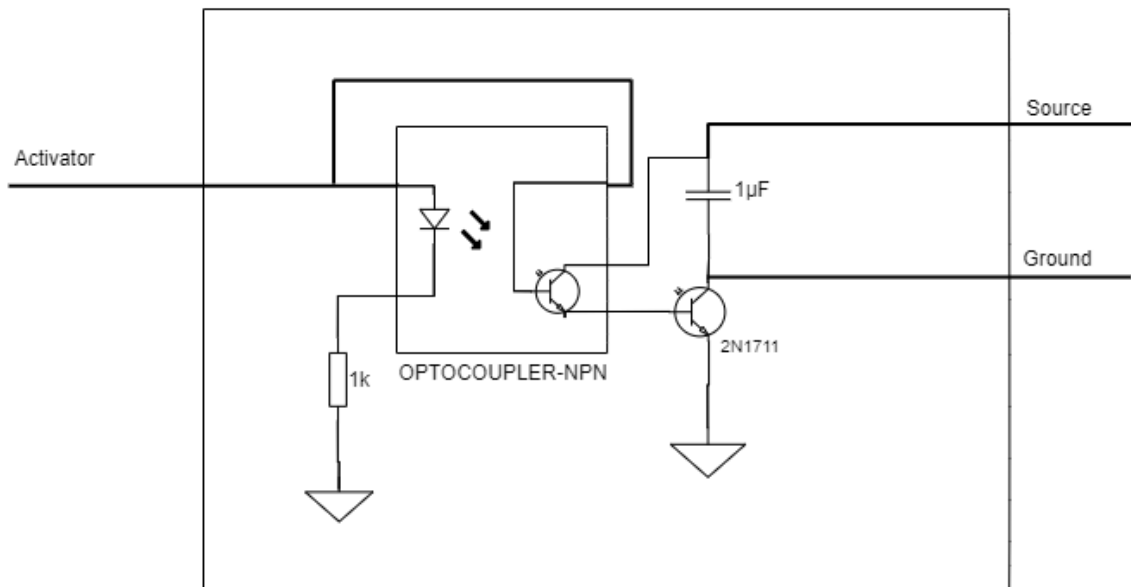 Source
Activator
1µF
Ground
2N1711
OPTOCOUPLER-NPN
1k